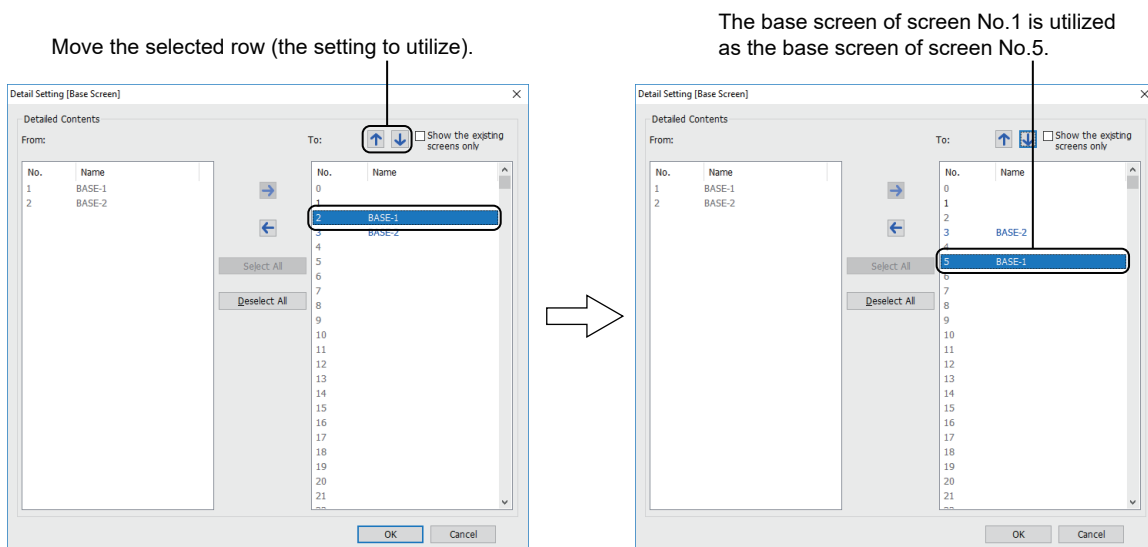 Move the selected row (the setting to utilize).
The base screen of screen No.1 is utilized
as the base screen of screen No.5.
Detail Setting [Base Screen]
Detailed Contents
From:
To:
Show the existing
screens only
No. Name
1 BASE-1
2 BASE-2
Select All
Deselect All
No. Name
0
1
2 BASE-1
3 BASE-2
4
5
6
7
8
9
10
11
12
13
14
15
16
17
18
19
20
21
OK
Cancel
Detail Setting [Base Screen]
Detailed Contents
From:
To:
Show the existing
screens only
No. Name
1 BASE-1
2 BASE-2
Select All
Deselect All
No. Name
0
1
2
3 BASE-2
4
5 BASE-1
6
7
8
9
10
11
12
13
14
15
16
17
18
19
20
21
OK
Cancel